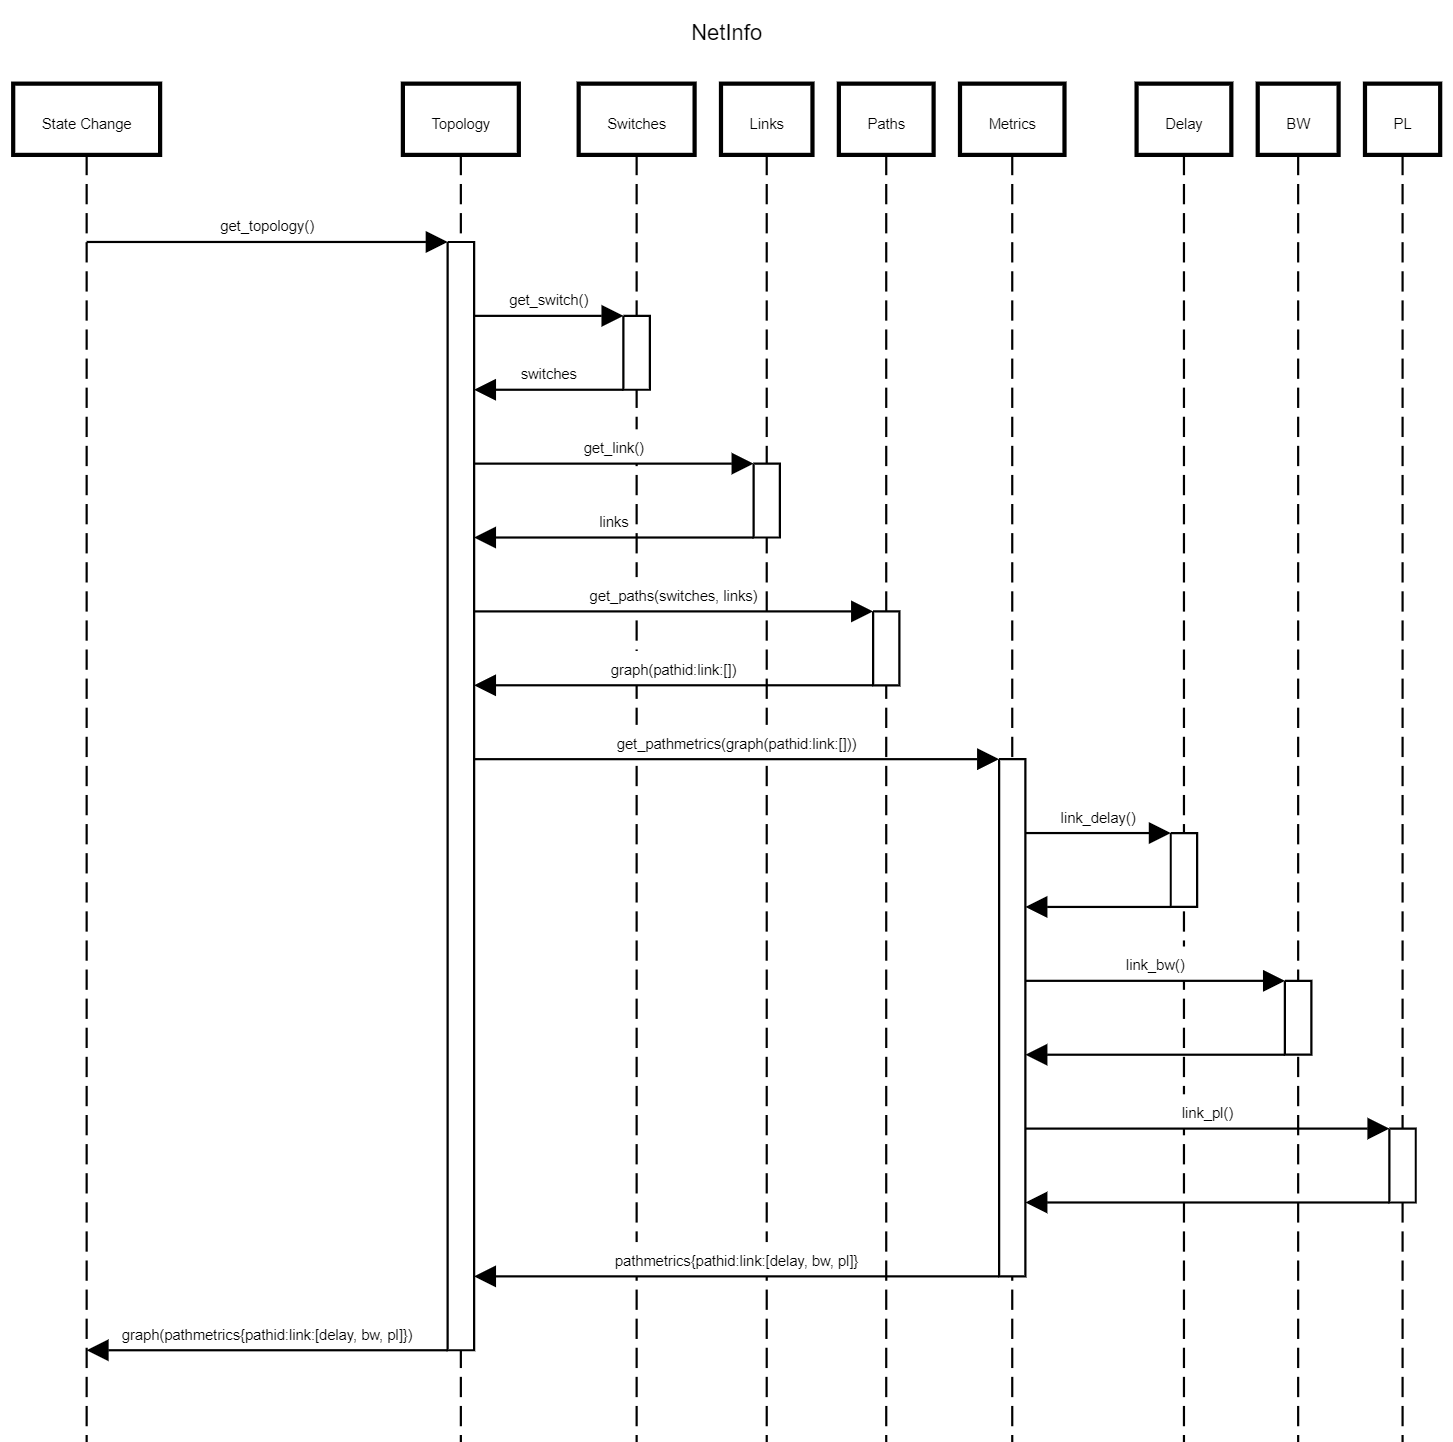 NetInfo
State Change
Topology
Switches
Links
Paths
Metrics
Delay
BW
PL
get_topology()
get_switch()
switches
get_link()
links
get_paths(switches, links)
graph(pathid:link:[])
get_pathmetrics(graph(pathid:link:[]))
link_delay()
link_bw()
link_pl()
pathmetrics{pathid:link:[delay, bw, pl]}
graph(pathmetrics{pathid:link:[delay, bw, pl]})